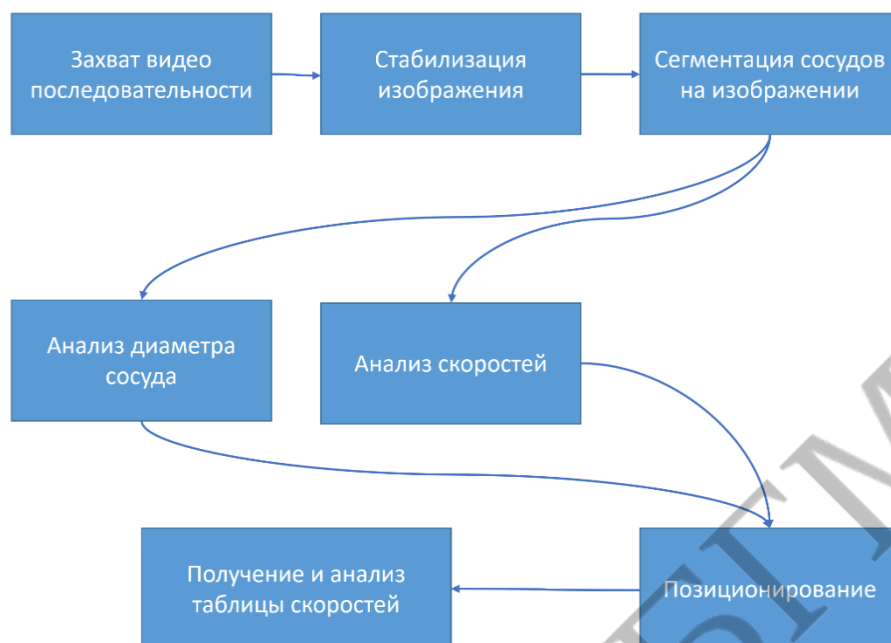 Захват видео
последовательности
Стабилизация
изображения
Сегментация сосудов
на изображении
Анализ диаметра
сосуда
Анализ скоростей
Получение и анализ
таблицы скоростей
Позиционирование